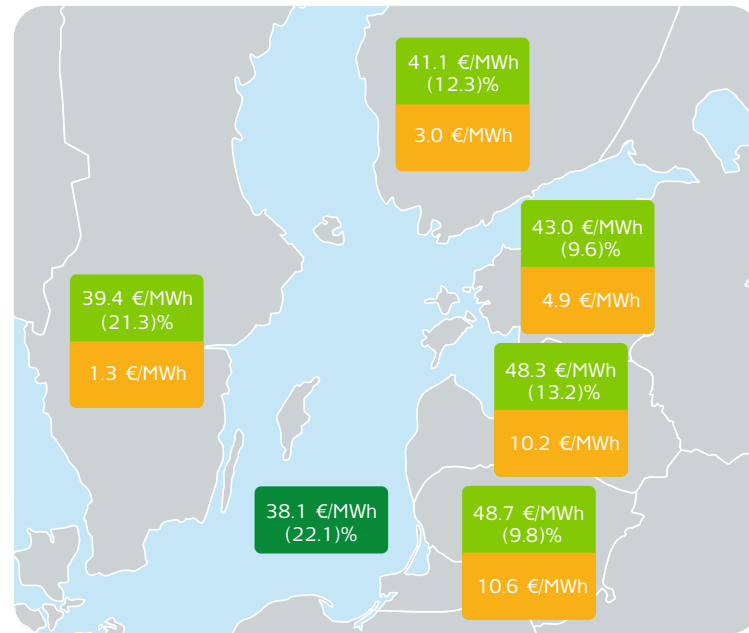 41.1 €/MWh
(12.3)%
3.0 €/MWh
43.0 €/MWh
(9.6)%
4.9 €/MWh
39.4 €/MWh
(21.3)%
1.3 €/MWh
48.3 €/MWh
(13.2)%
10.2 €/MWh
38.1 €/MWh
(22.1)%
48.7 €/MWh
(9.8)%
10.6 €/MWh